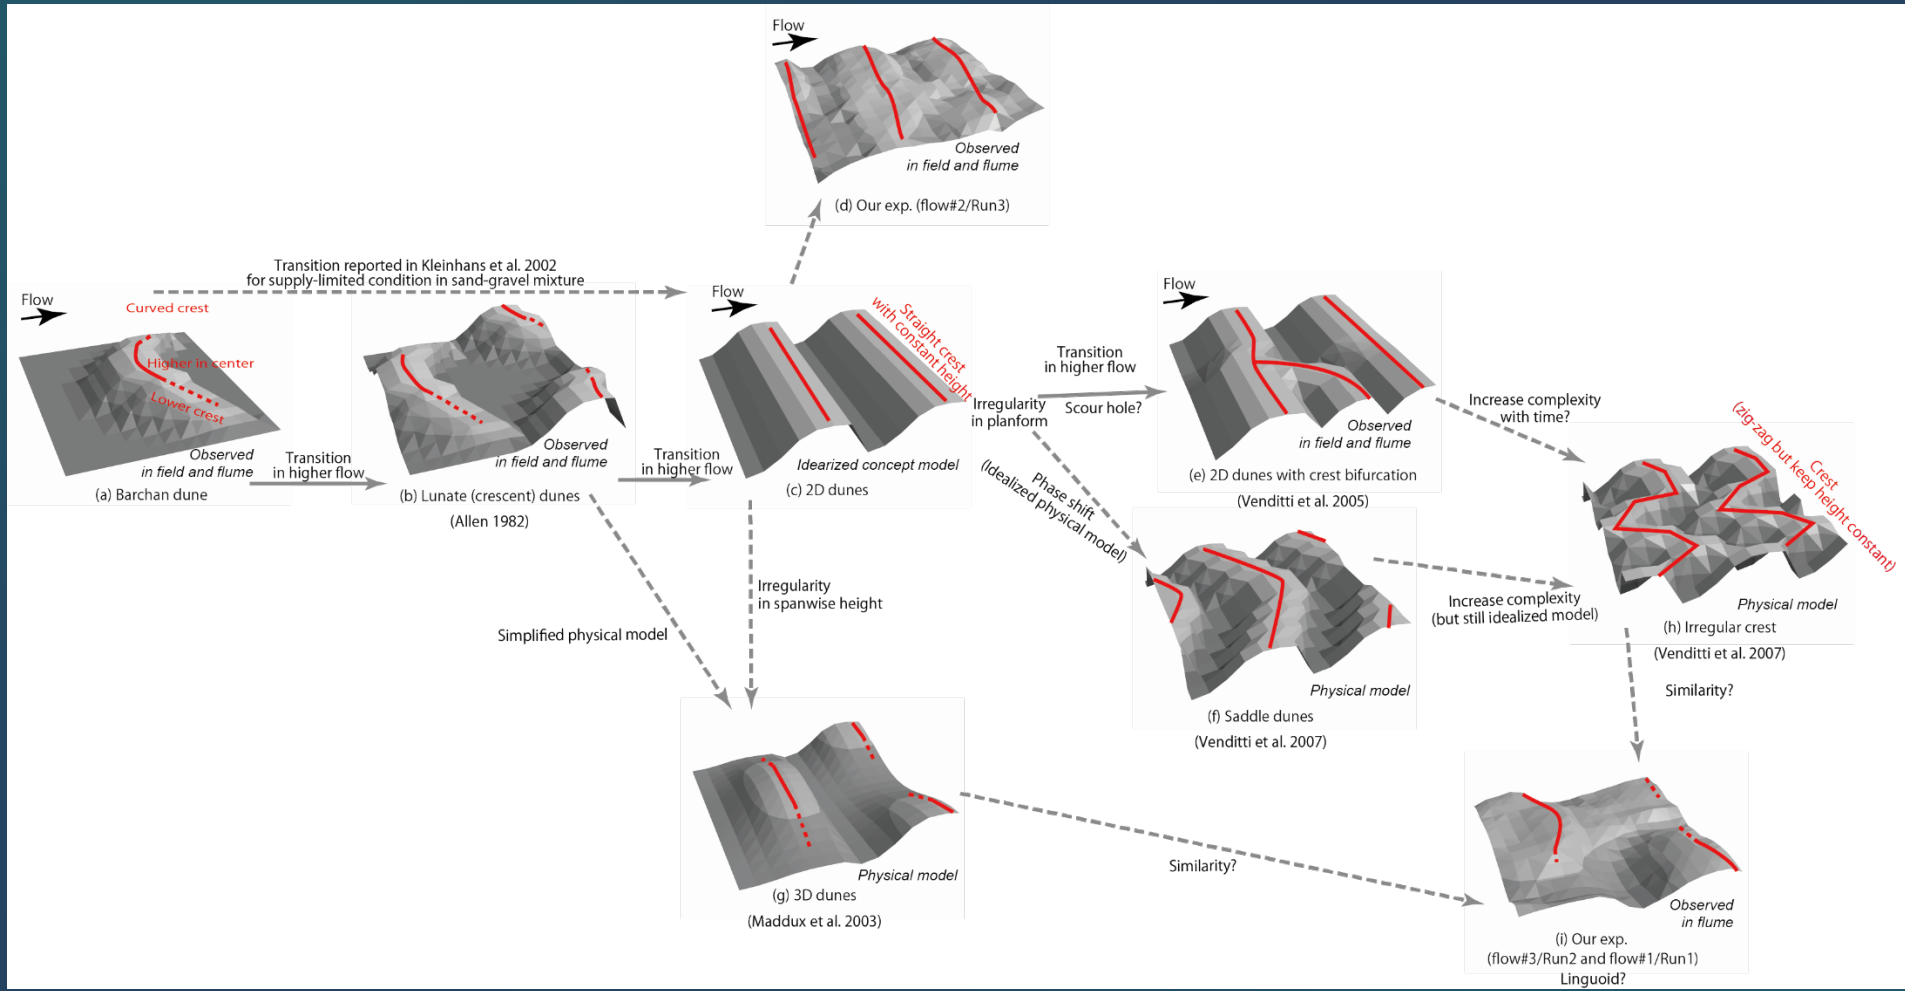 Flow
Observed
in field and flume
(d) Our exp. (flow#2/Run3)
Transition reported in Kleinhans et al. 2002
for supply-limited condition in sand-gravel mixture
Flow
Curved crest
Higher in center
Lower crest
Observed
in field and flume
(a) Barchan dune
Transition
in higher flow
Observed
in field and flume
(b) Lunate (crescent) dunes
(Allen 1982)
Transition
in higher flow
Flow
Straight crest
with constant height
Idearized concept model
(c) 2D dunes
Irregularity
in planform
Transition
in higher flow
Scour hole?
Phase shift
(Idealized physical model)
Flow
Observed
in field and flume
(e) 2D dunes with crest bifurcation
(Venditti et al. 2005)
Increase complexity
with time?
Crest
(zig-zag but keep height constant)
Physical model
(h) Irregular crest
(Venditti et al. 2007)
Physical model
(f) Saddle dunes
(Venditti et al. 2007)
Increase complexity
(but still idealized model)
Similarity?
Simplified physical model
Irregularity
in spanwise height
Physical model
(g) 3D dunes
(Maddux et al. 2003)
Similarity?
Observed
in flume
(i) Our exp.
(flow#3/Run2 and flow#1/Run1)
Linguoid?